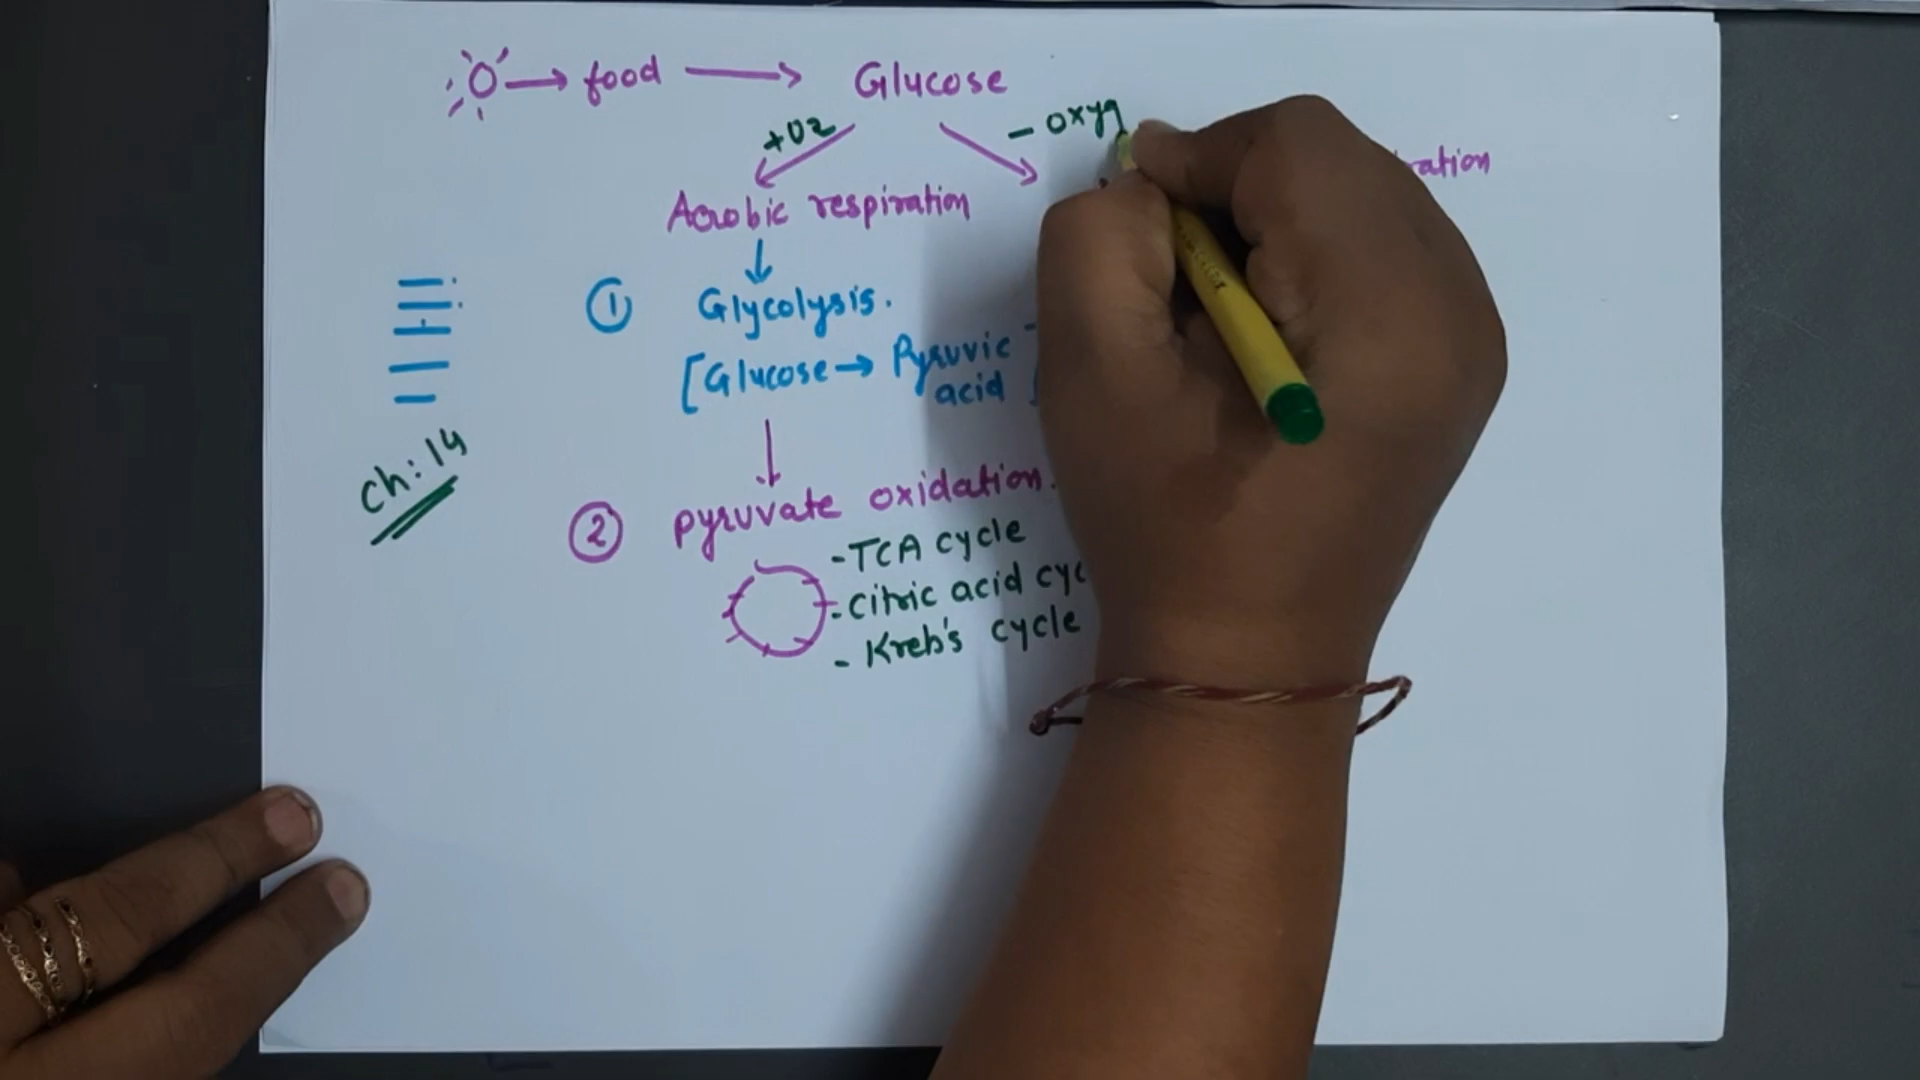 food → Glucose
+O2
- oxyg
Aerobic respiration
① Glycolysis.
[Glucose → Pyruvic
acid ]
② pyruvate oxidation.
- TCA cycle
- Citric acid cyc
- Kreb's cycle
Ch: 14